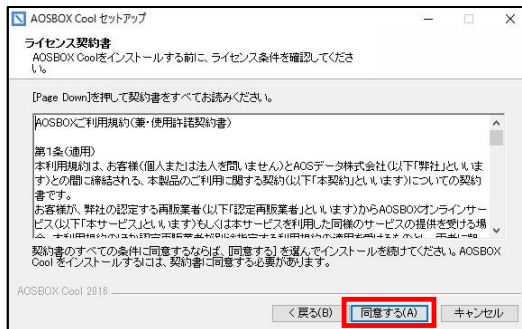 AOSBOX Cool セットアップ
ライセンス契約書
AOSBOX Coolをインストールする前に、ライセンス条件を確認してくださ
い。
[Page Down]を押して契約書をすべてお読みください。
AOSBOXご利用規約(兼・使用許諾契約書)
第1条(適用)
本利用規約は、お客様(個人または法人を問いません)とAOSデータ株式会社(以下「弊社」といいま
す)との間に締結される、本製品のご利用に関する契約(以下「本契約」といいます)についての契約
書です。
お客様が、弊社の認定する再販業者(以下「認定再販業者」といいます)からAOSBOXオンラインサー
ビス(以下「本サービス」といいます)もしくは本サービスを利用した同様のサービスの提供を受ける場
契約書のすべての条件に同意するならば、[同意する] を選んでインストールを続けてください。AOSBOX
Cool をインストールするには、契約書に同意する必要があります。
AOSBOX Cool 2016
< 戻る(B)
同意する(A)
キャンセル